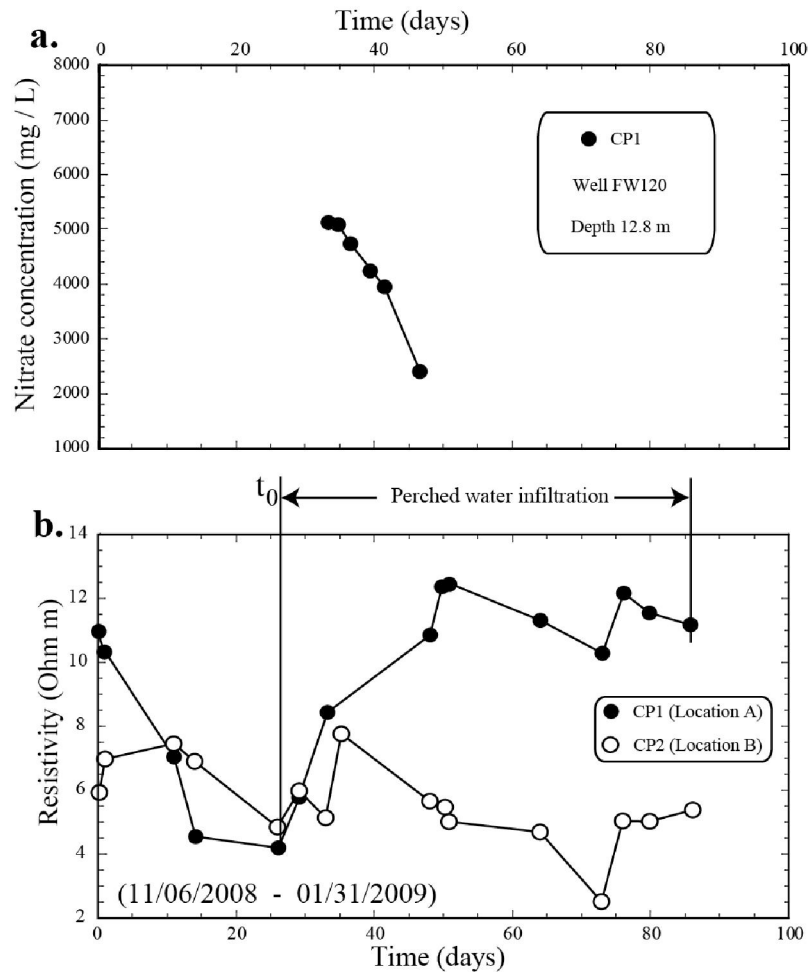 Time (days)
a.
0 20 40 60 80 100
8000
7000
6000
5000
4000
3000
2000
1000
Nitrate concentration (mg / L)
CP1
Well FW120
Depth 12.8 m
t0
Perched water infiltration
b.
14
12
10
8
6
4
2
Resistivity (Ohm m)
CP1 (Location A)
CP2 (Location B)
(11/06/2008 - 01/31/2009)
0 20 40 60 80 100
Time (days)